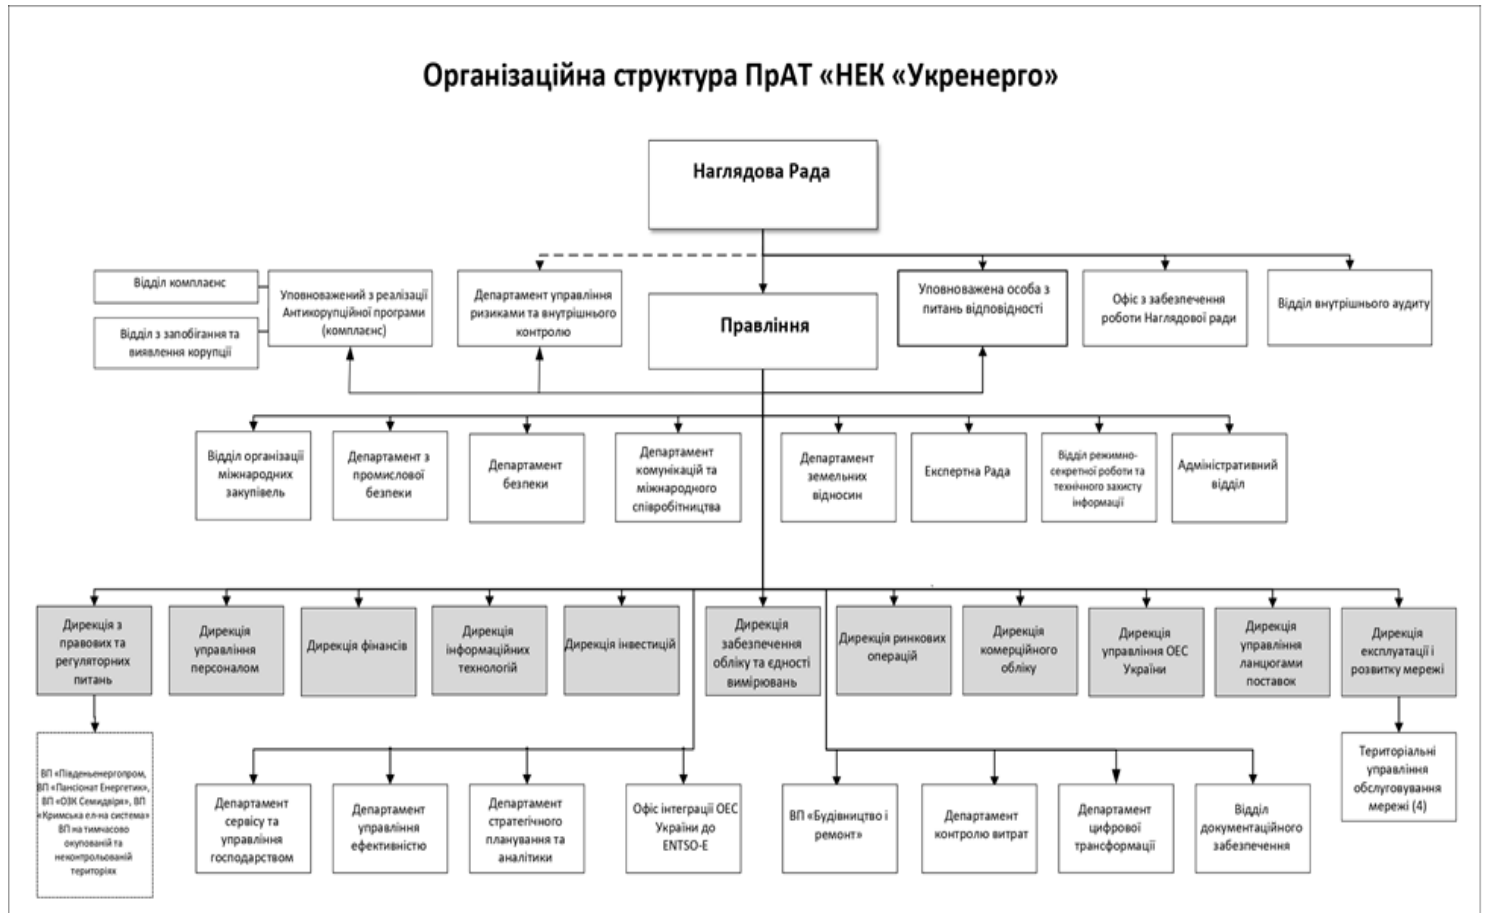 Організаційна структура ПрАТ «НЕК «Укренерго»
Наглядова Рада
Відділ комплаєнс
Відділ з запобігання та
виявлення корупції
Уповноважений з реалізації
Антикорупційної програми
(комплаєнс)
Департамент управління
ризиками та внутрішнього
контролю
Правління
Уповноважена особа з
питань відповідності
Офіс з забезпечення
роботи Наглядової ради
Відділ внутрішнього аудиту
Відділ організації
міжнародних
закупівель
Департамент з
промислової
безпеки
Департамент
безпеки
Департамент
комунікацій та
міжнародного
співробітництва
Департамент
земельних
відносин
Експертна Рада
Відділ режимно-
секретної роботи та
технічного захисту
інформації
Адміністративний
відділ
Дирекція з
правових та
регуляторних
питань
Дирекція
управління
персоналом
Дирекція фінансів
Дирекція
інформаційних
технологій
Дирекція інвестицій
Дирекція
забезпечення
обліку та єдності
вимірювань
Дирекція ринкових
операцій
Дирекція
комерційного
обліку
Дирекція
управління ОЕС
України
Дирекція
управління
ланцюгами
поставок
Дирекція
експлуатації і
розвитку мережі
ВП «Південьенергопром,
ВП «Пансіонат Енергетик»,
ВП «ОЗК Семидвір'я», ВП
«Кримська ел-на система»
ВП на тимчасово
окупованій та
неконтрольованій
територіях
Департамент
сервісу та
управління
господарством
Департамент
управління
ефективністю
Департамент
стратегічного
планування та
аналітики
Офіс інтеграції ОЕС
України до
ENTSO-E
ВП «Будівництво і
ремонт»
Департамент
контролю витрат
Департамент
цифрової
трансформації
Відділ
документаційного
забезпечення
Територіальні
управління
обслуговування
мережі (4)